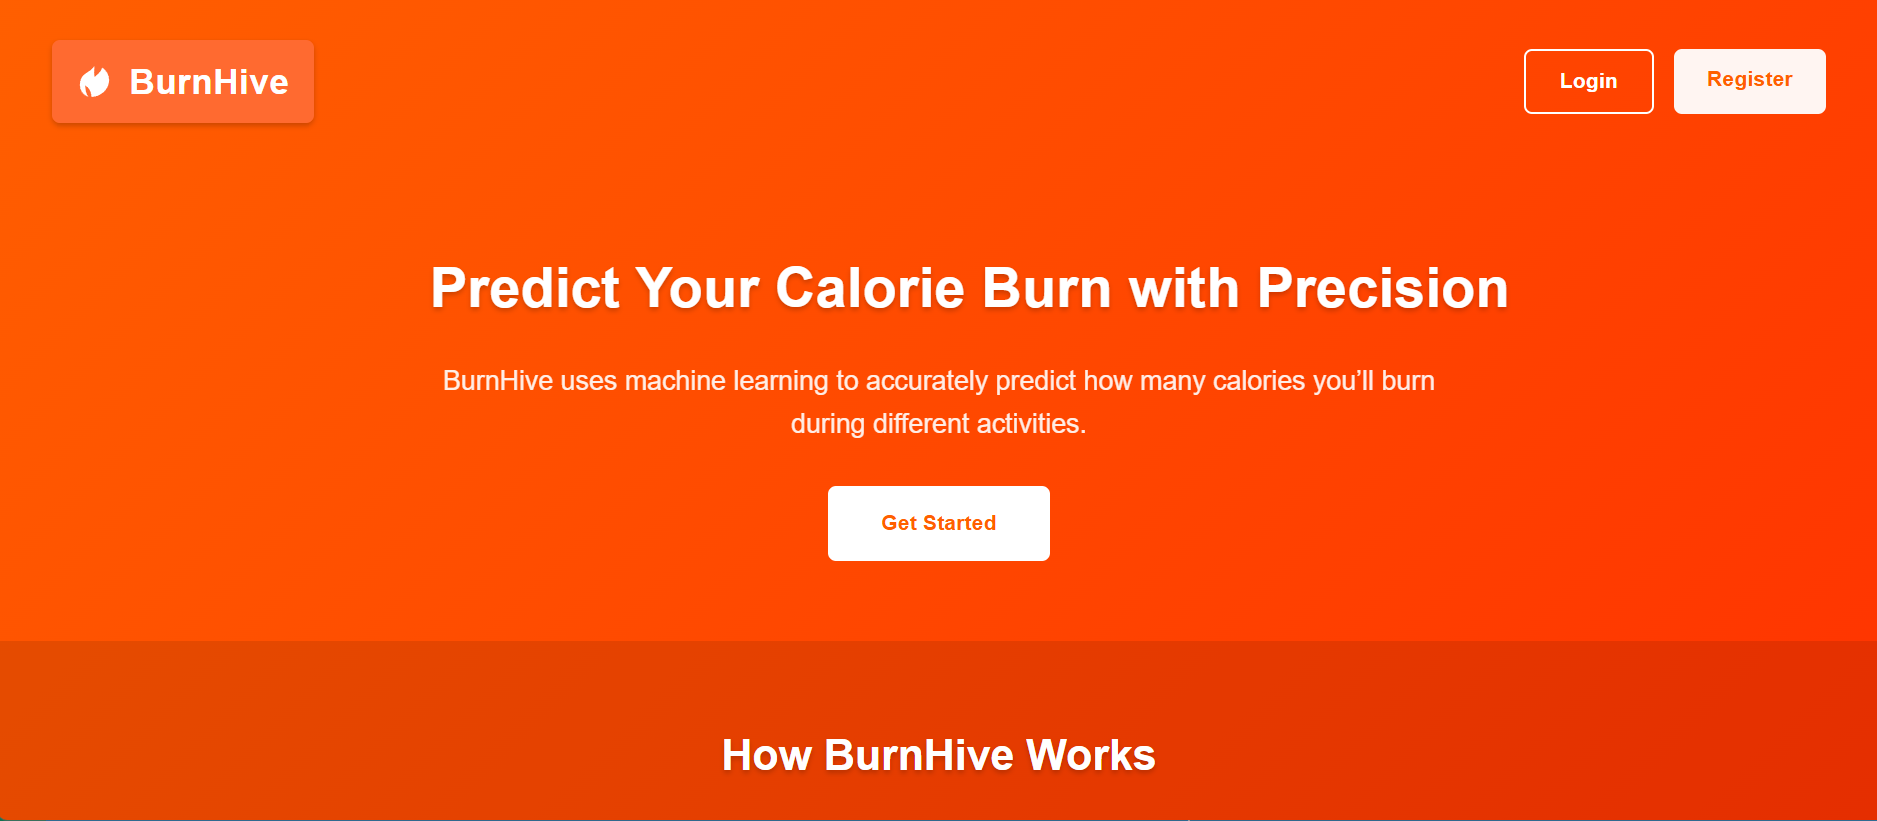 BurnHive
Login
Register
Predict Your Calorie Burn with Precision
BurnHive uses machine learning to accurately predict how many calories you’ll burn
during different activities.
Get Started
How BurnHive Works